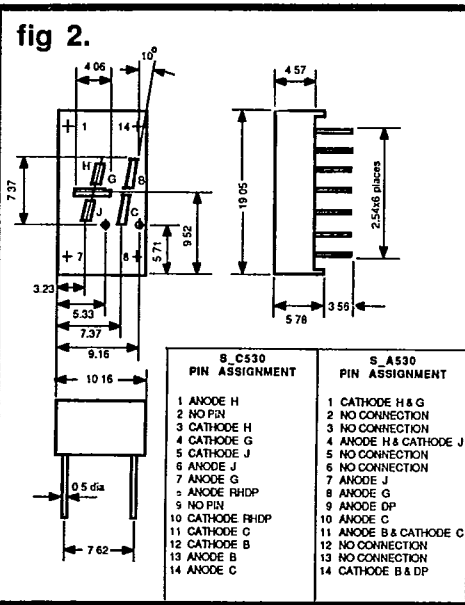 fig 2.
10°
4 06
4 57
1
14
H
G
B
J
C
7
8
7 37
5 71
9 52
19 05
2.54x6 places
3.23
5.33
7.37
9.16
10 16
5 78
3 56
0 5 dia
7 62
S_C530
PIN ASSIGNMENT
1 ANODE H
2 NO PIN
3 CATHODE H
4 CATHODE G
5 CATHODE J
6 ANODE J
7 ANODE G
ANODE RHDP
9 NO PIN
10 CATHODE RHDP
11 CATHODE C
12 CATHODE B
13 ANODE B
14 ANODE C
S_A530
PIN ASSIGNMENT
1 CATHODE H & G
2 NO CONNECTION
3 NO CONNECTION
4 ANODE H & CATHODE J
5 NO CONNECTION
6 NO CONNECTION
7 ANODE J
8 ANODE G
9 ANODE DP
10 ANODE C
11 ANODE B & CATHODE C
12 NO CONNECTION
13 NO CONNECTION
14 CATHODE B & DP